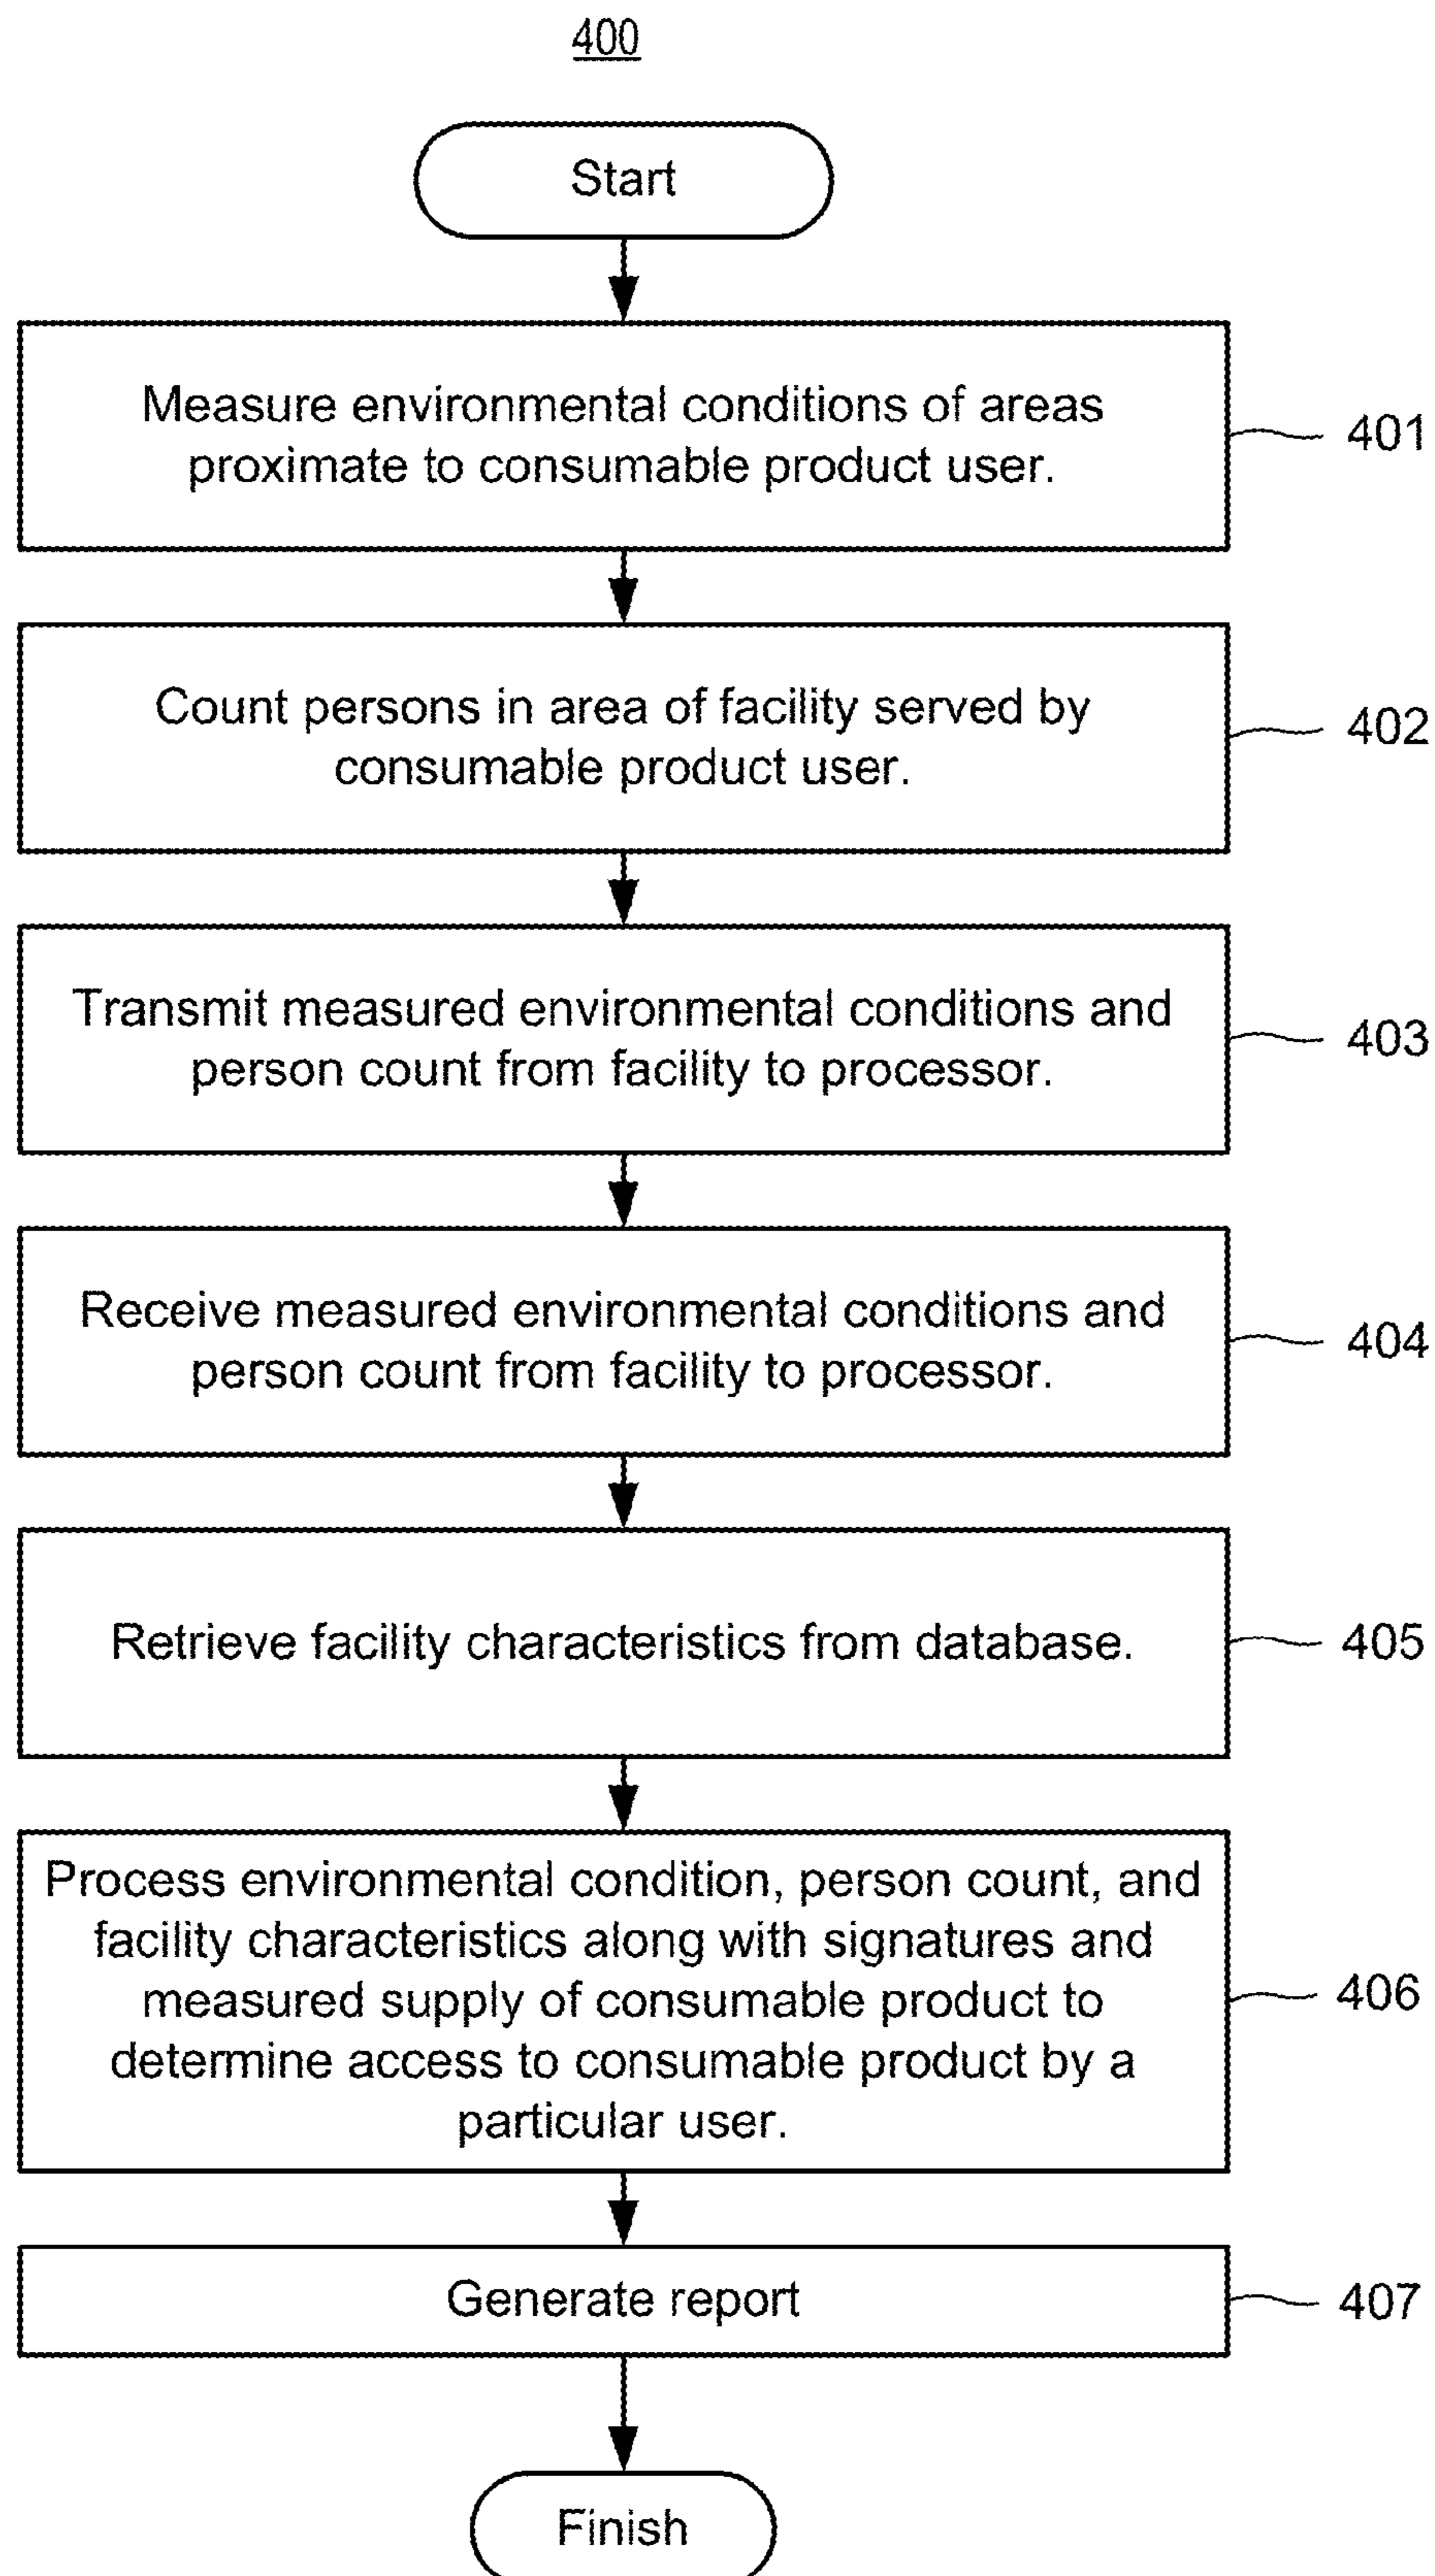 400
Start
Measure environmental conditions of areas
proximate to consumable product user.
401
Count persons in area of facility served by
consumable product user.
402
Transmit measured environmental conditions and
person count from facility to processor.
403
Receive measured environmental conditions and
person count from facility to processor.
404
Retrieve facility characteristics from database.
405
Process environmental condition, person count, and
facility characteristics along with signatures and
measured supply of consumable product to
determine access to consumable product by a
particular user.
406
Generate report
407
Finish